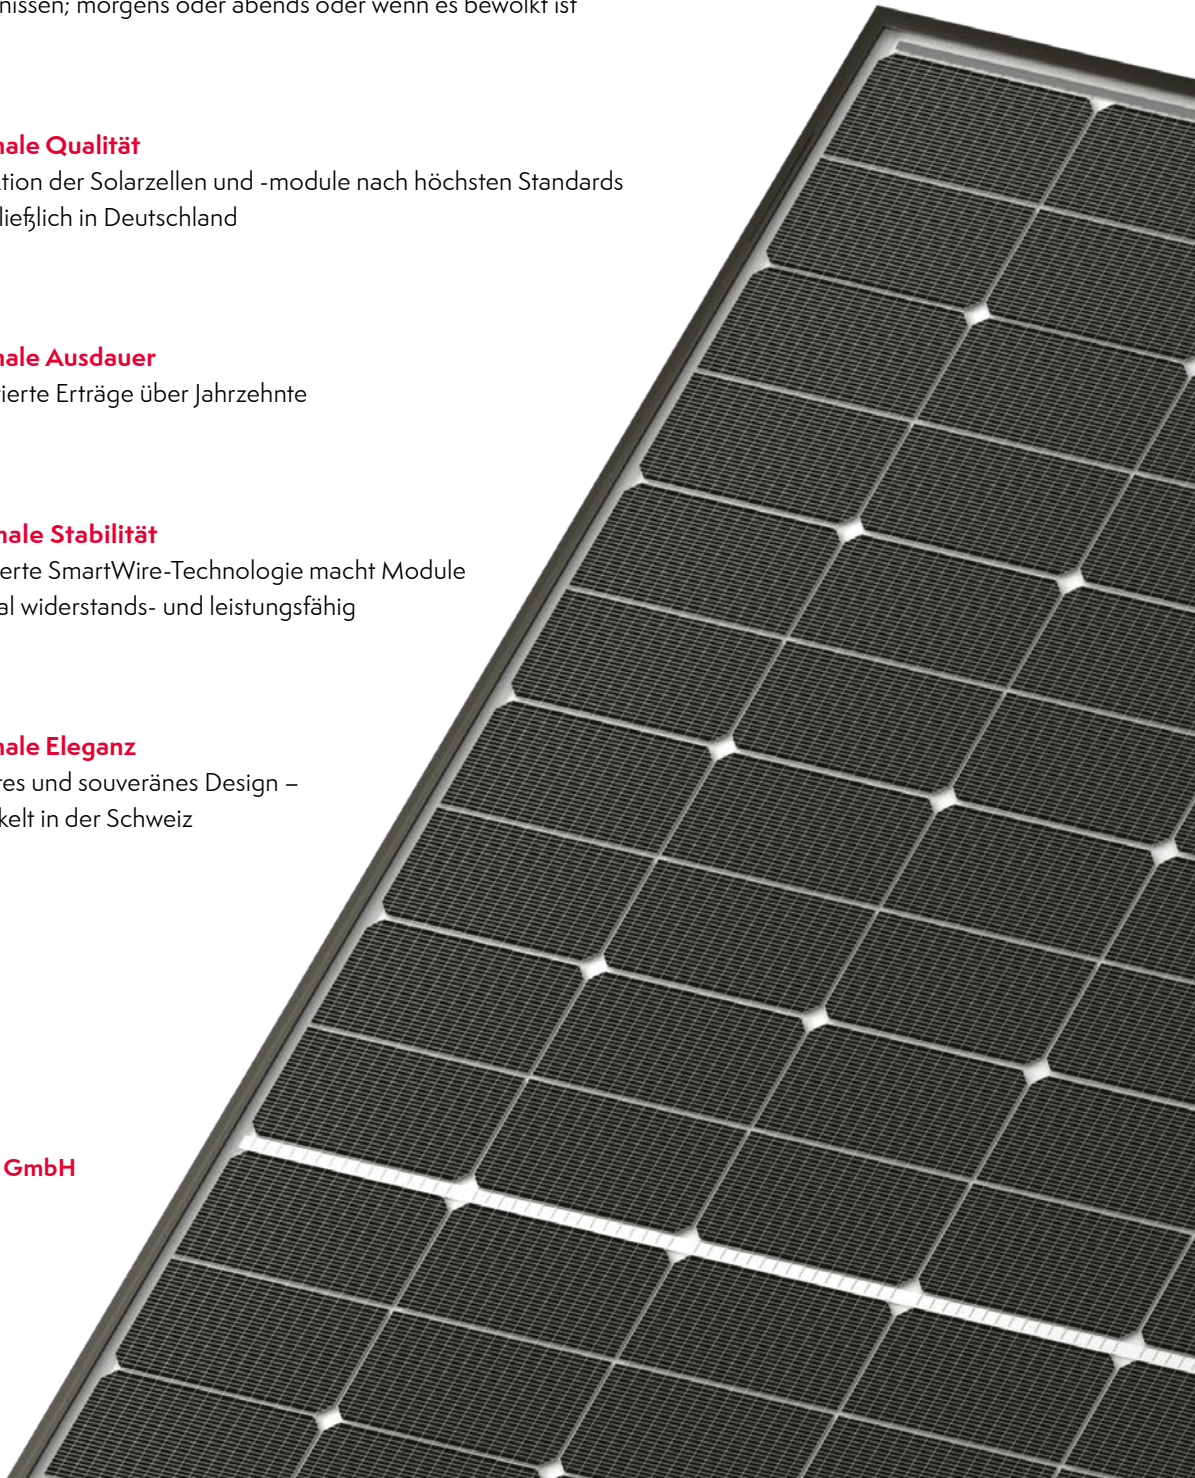 nissen; morgens oder abends oder wenn es bewölkt ist
nale Qualität
tion der Solarzellen und -module nach höchsten Standards
ließlich in Deutschland
nale Ausdauer
ierte Erträge über Jahrzehnte
nale Stabilität
erte SmartWire-Technologie macht Module
al widerstands- und leistungsfähig
nale Eleganz
res und souveränes Design –
kelt in der Schweiz
GmbH